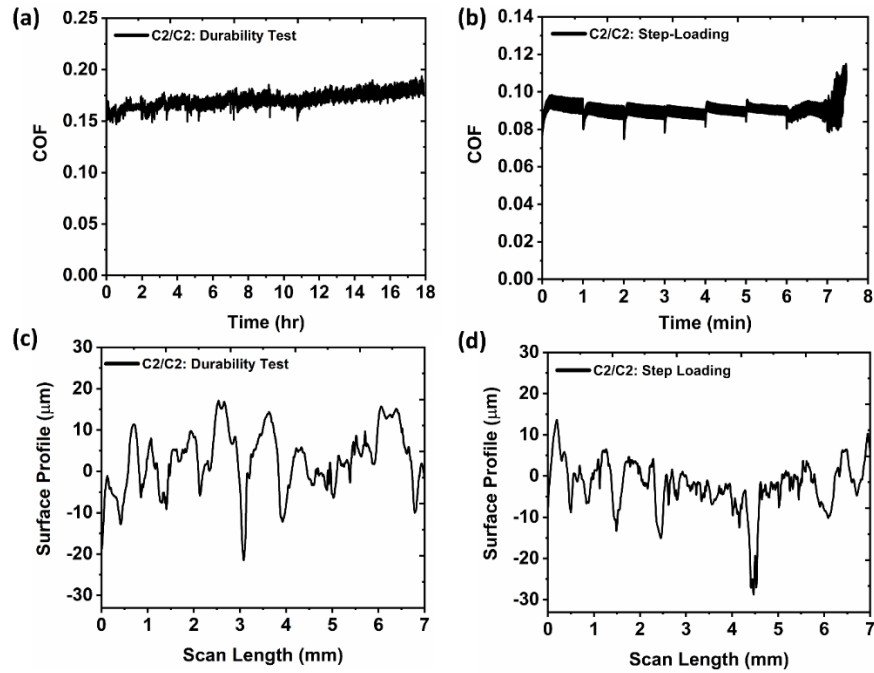 (a)
C2/C2: Durability Test
0.25
0.20
0.15
0.10
0.05
0.00
COF
0 2 4 6 8 10 12 14 16 18
Time (hr)
(b)
C2/C2: Step-Loading
0.14
0.12
0.10
0.08
0.06
0.04
0.02
0.00
COF
0 1 2 3 4 5 6 7 8
Time (min)
(c)
C2/C2: Durability Test
30
20
10
0
-10
-20
-30
Surface Profile (μm)
0 1 2 3 4 5 6 7
Scan Length (mm)
(d)
C2/C2: Step Loading
30
20
10
0
-10
-20
-30
Surface Profile (μm)
0 1 2 3 4 5 6 7
Scan Length (mm)